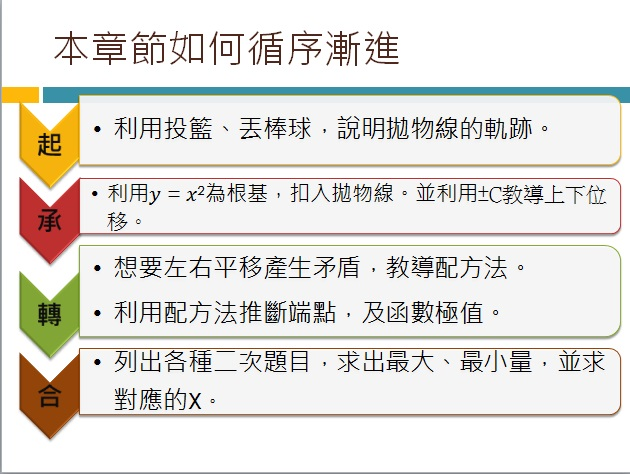 本章節如何循序漸進
起
• 利用投籃、丟棒球，說明拋物線的軌跡。
承
• 利用y = x²為根基，扣入拋物線。並利用±C教導上下位
移。
轉
• 想要左右平移產生矛盾，教導配方法。
• 利用配方法推斷端點，及函數極值。
合
• 列出各種二次題目，求出最大、最小量，並求
對應的X。